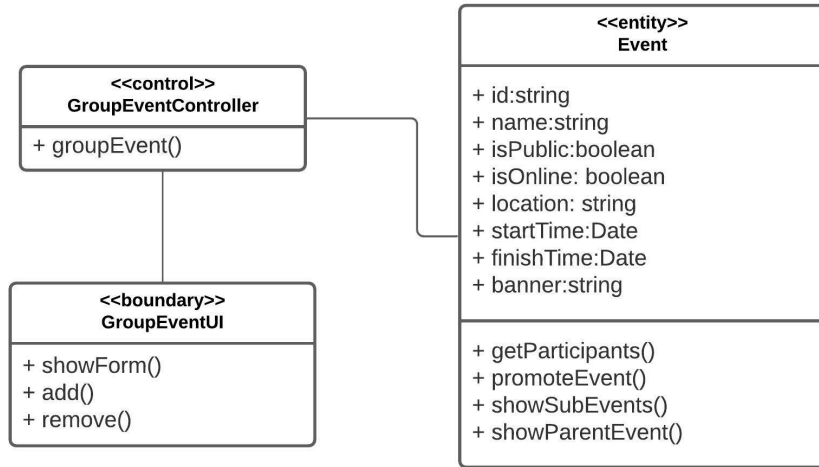 <<control>>
GroupEventController
+ groupEvent()
<<boundary>>
GroupEventUI
+ showForm()
+ add()
+ remove()
<<entity>>
Event
+ id:string
+ name:string
+ isPublic:boolean
+ isOnline: boolean
+ location: string
+ startTime:Date
+ finishTime:Date
+ banner:string
+ getParticipants()
+ promoteEvent()
+ showSubEvents()
+ showParentEvent()